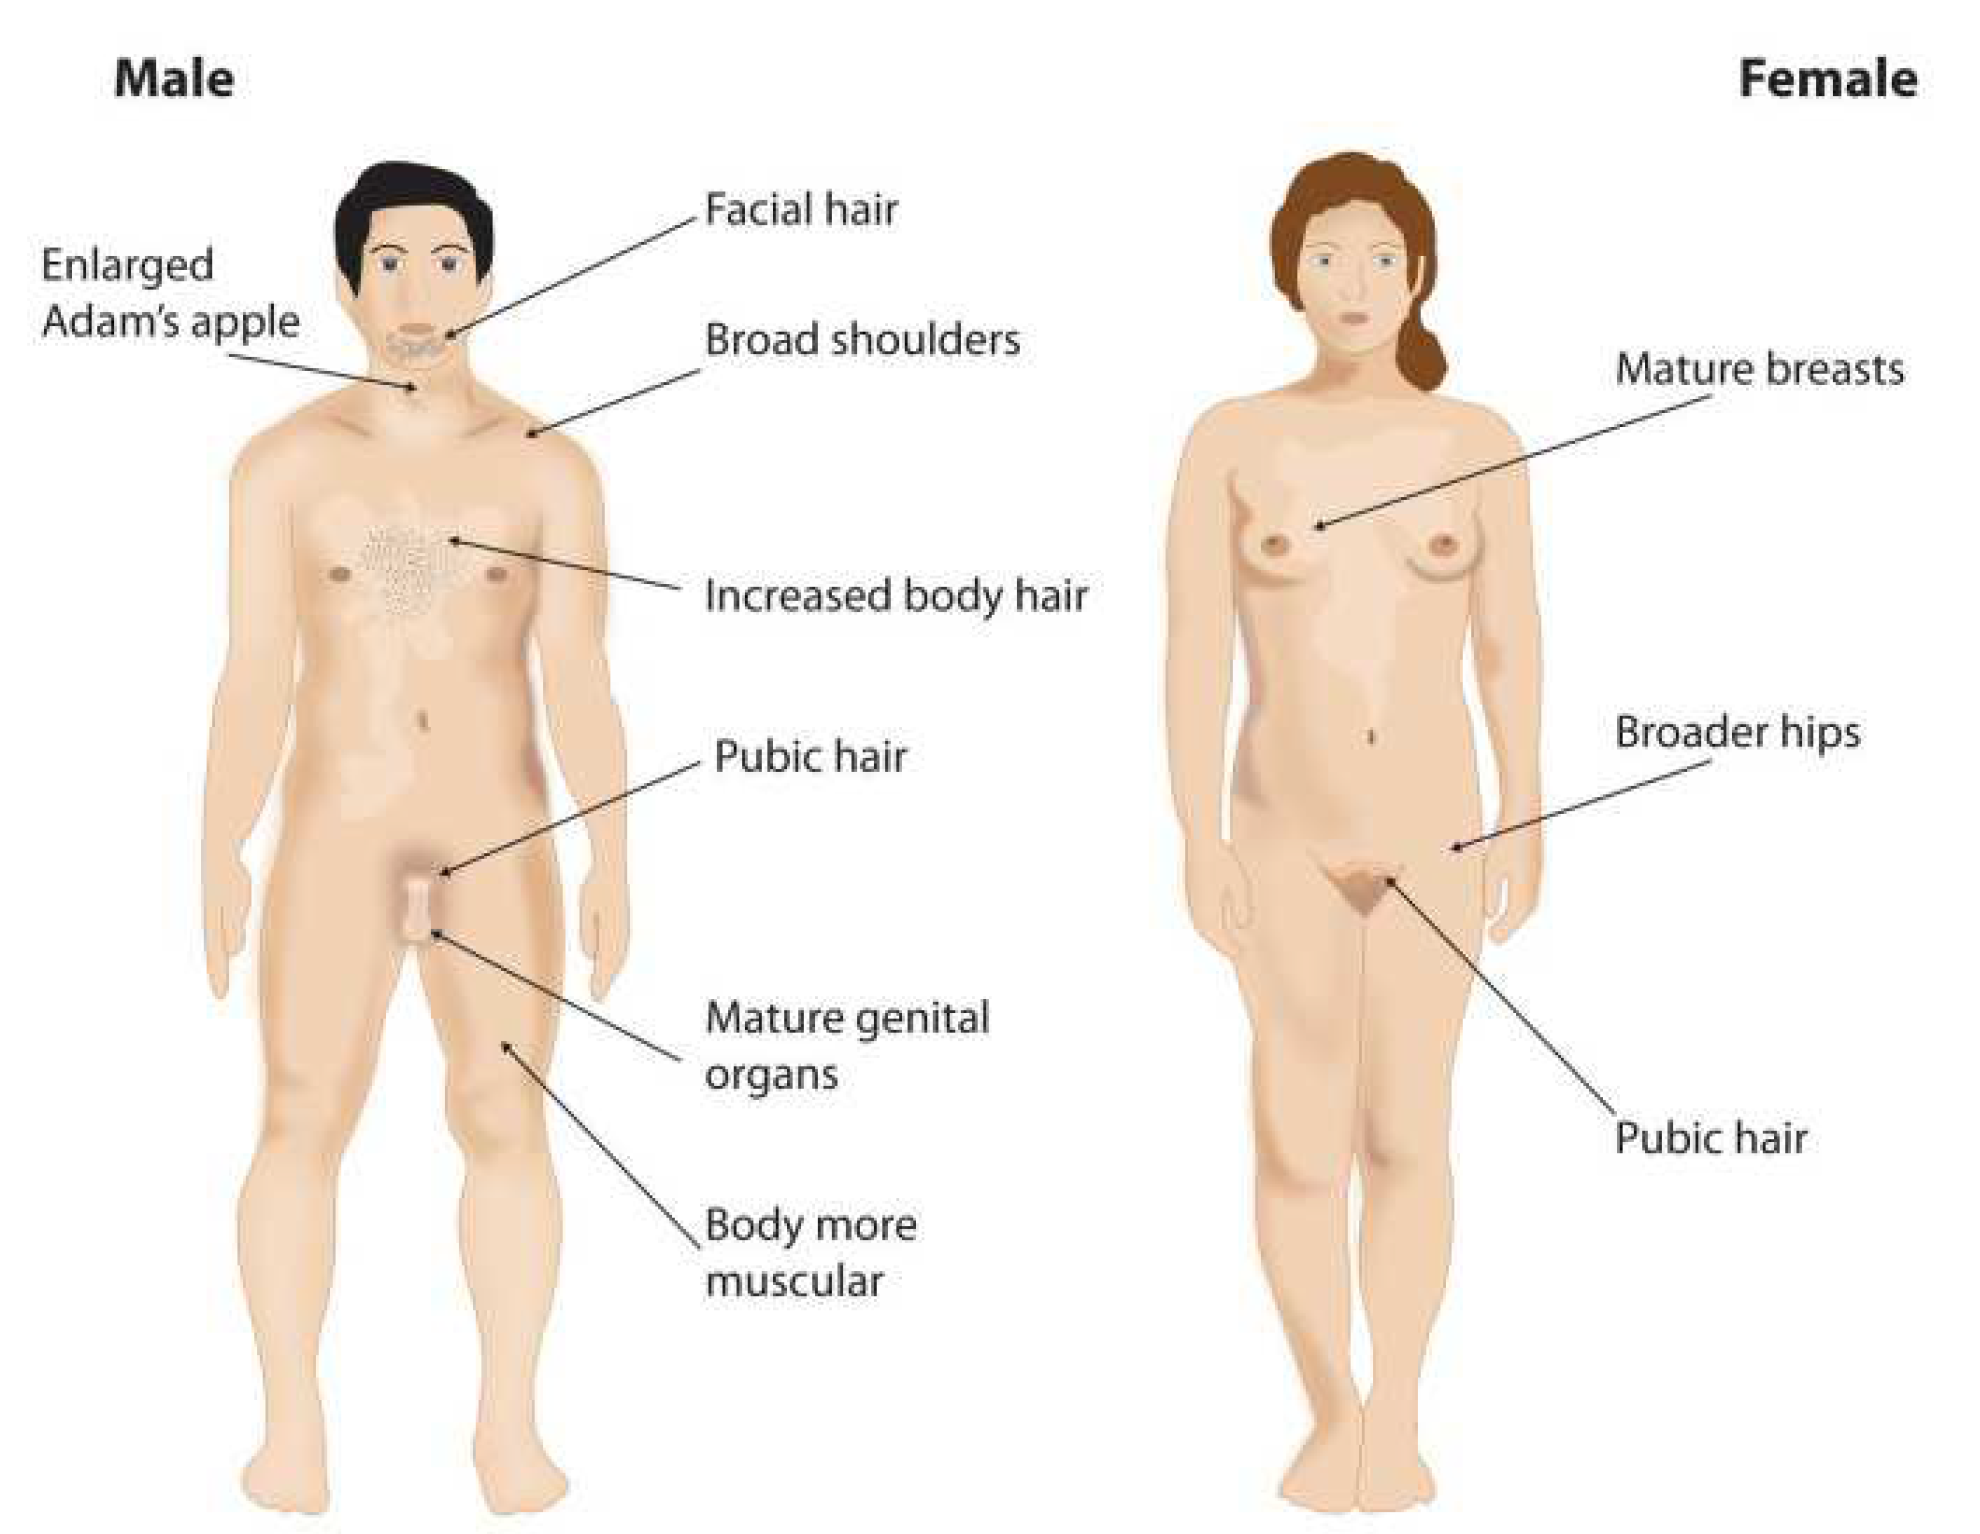 Male
Female
Facial hair
Enlarged
Adam's apple
Broad shoulders
Mature breasts
Increased body hair
Broader hips
Pubic hair
Mature genital
organs
Pubic hair
Body more
muscular